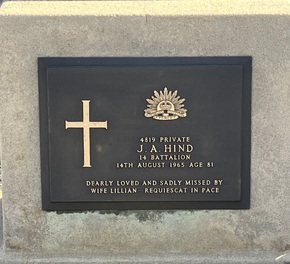 4819 PRIVATE
J. A. HIND
14 BATTALION
14TH AUGUST 1965 AGE 81
DEARLY LOVED AND SADLY MISSED BY
WIFE LILLIAN - REQUIESCAT IN PACE